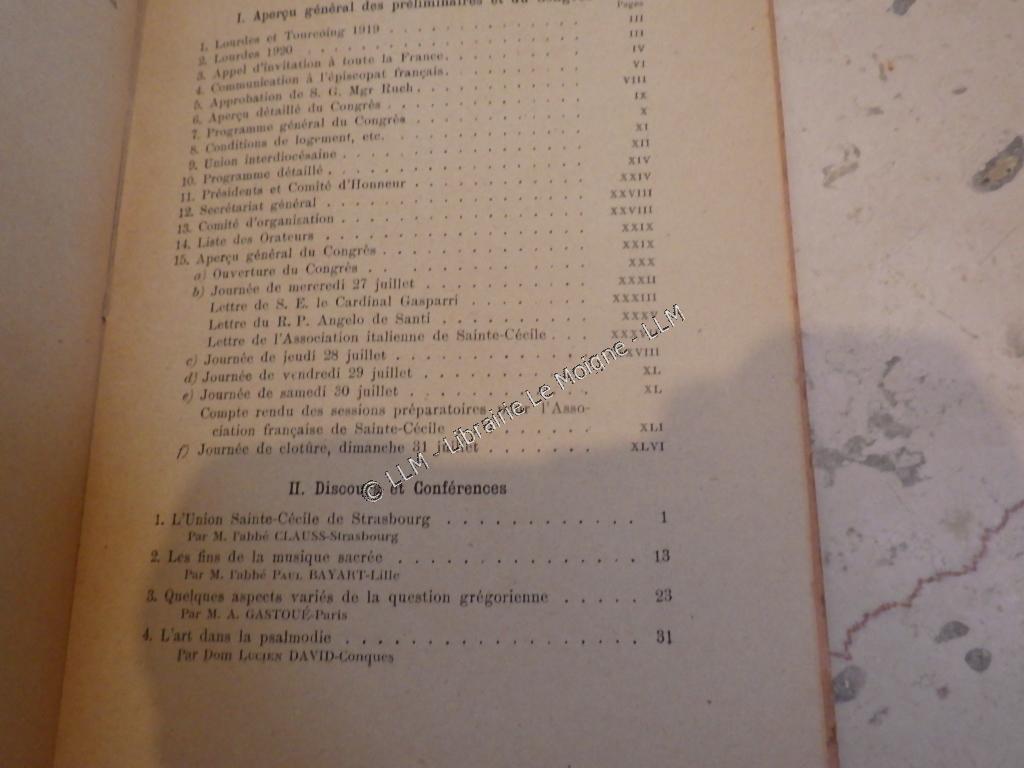 I. Aperçu général des préliminaires et du Congrès
Pages
1. Lourdes et Tourcoing 1919 . . . . . . . . . . III
2. Lourdes 1920 . . . . . . . . . . III
3. Appel d'invitation à toute la France . . . . . . . . . . IV
4. Communication à l'épiscopat français . . . . . . . . . . VI
5. Approbation de S. G. Mgr Ruch . . . . . . . . . . VIII
6. Aperçu détaillé du Congrès . . . . . . . . . . IX
7. Programme général du Congrès . . . . . . . . . . X
8. Conditions de logement, etc. . . . . . . . . . . XI
9. Union interdiocésaine . . . . . . . . . . XII
10. Programme détaillé . . . . . . . . . . XIV
11. Présidents et Comité d'Honneur . . . . . . . . . . XXIV
12. Secrétariat général . . . . . . . . . . XXVIII
13. Comité d'organization . . . . . . . . . . XXVIII
14. Liste des Orateurs . . . . . . . . . . XXIX
15. Aperçu général du Congrès . . . . . . . . . . XXIX
a) Ouverture du Congrès . . . . . . . . . . XXX
b) Journée de mercredi 27 juillet . . . . . . . . . . XXXII
Lettre de S. E. le Cardinal Gasparri . . . . . . . . XXXIII
Lettre du R. P. Angelo de Santi . . . . . . . . XXXV
Lettre de l'Association italienne de Sainte-Cécile . . .
c) Journée de jeudi 28 juillet . . . . . . . . . .
d) Journée de vendredi 29 juillet . . . . . . . . . XL
e) Journée de samedi 30 juillet . . . . . . . . . . XL
Compte rendu des sessions préparatoires l'Asso-
ciation française de Sainte-Cécile . . . . . . . . XLI
f) Journée de clotûre, dimanche 31 juillet . . . . . . . XLVI
II. Discours et Conférences
1. L'Union Sainte-Cécile de Strasbourg . . . . . . . . . . . . 1
Par M. l'abbé CLAUSS-Strasbourg
2. Les fins de la musique sacrée . . . . . . . . . . . . . . . 13
Par M. l'abbé PAUL BAYART-Lille
3. Quelques aspects variés de la question grégorienne . . . . . 23
Par M. A. GASTOUÉ-Paris
4. L'art dans la psalmodie . . . . . . . . . . . . . . . . . . 31
Par Dom LUCIEN DAVID-Conques
© LLM - Librairie Le Moigne - LLM